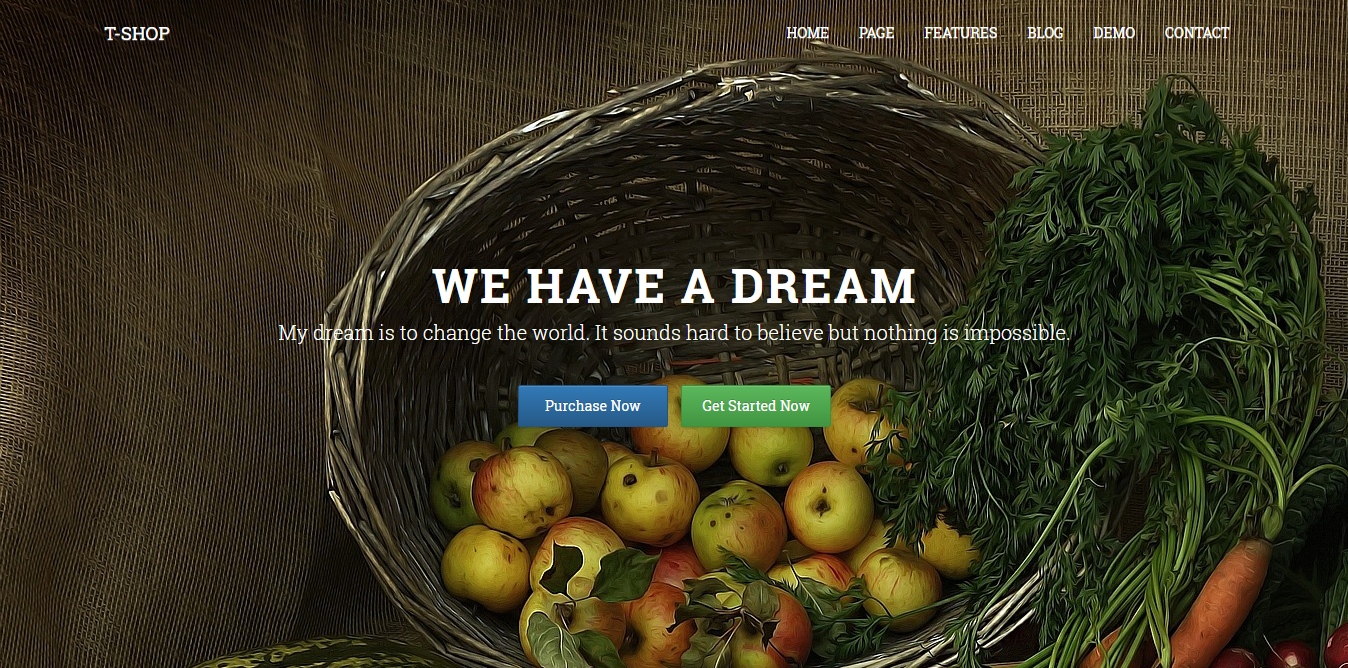 T-SHOP
HOME PAGE FEATURES BLOG DEMO CONTACT
WE HAVE A DREAM
My dream is to change the world. It sounds hard to believe but nothing is impossible.
Purchase Now
Get Started Now